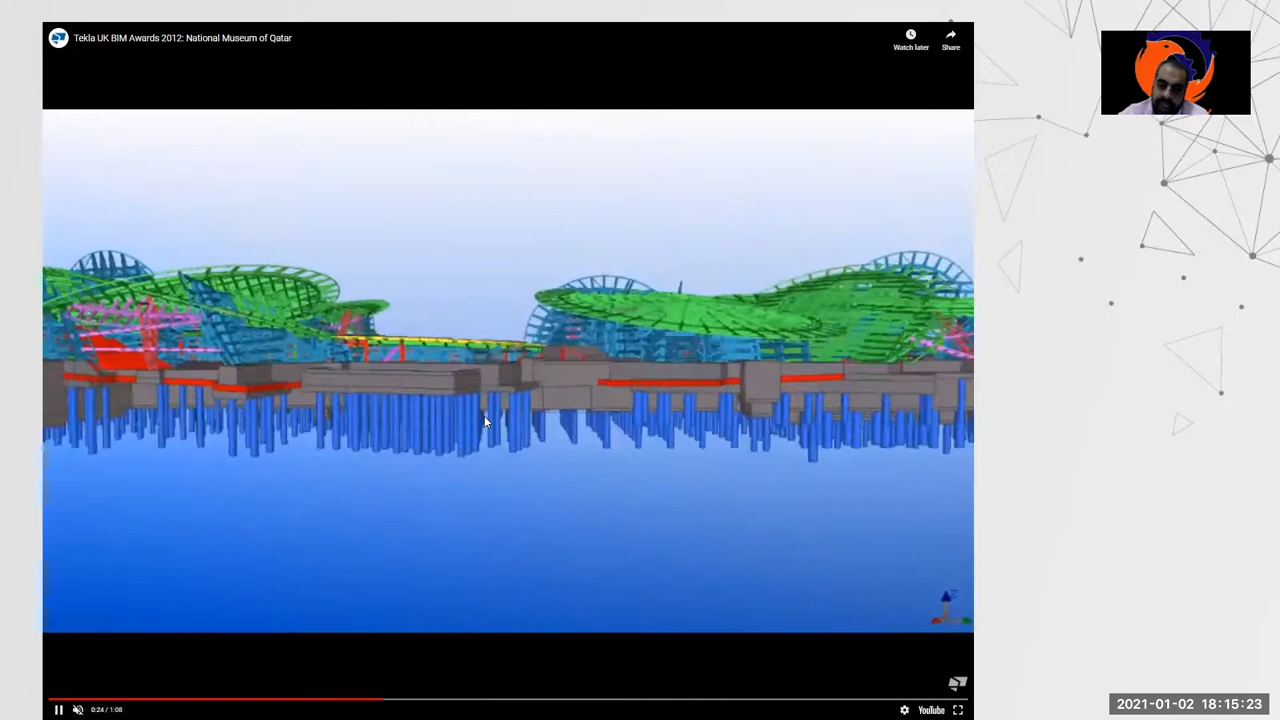 Tekla UK BIM Awards 2012: National Museum of Qatar
Watch later
Share
Z
0:24 / 1:08
YouTube
2021-01-02 18:15:23